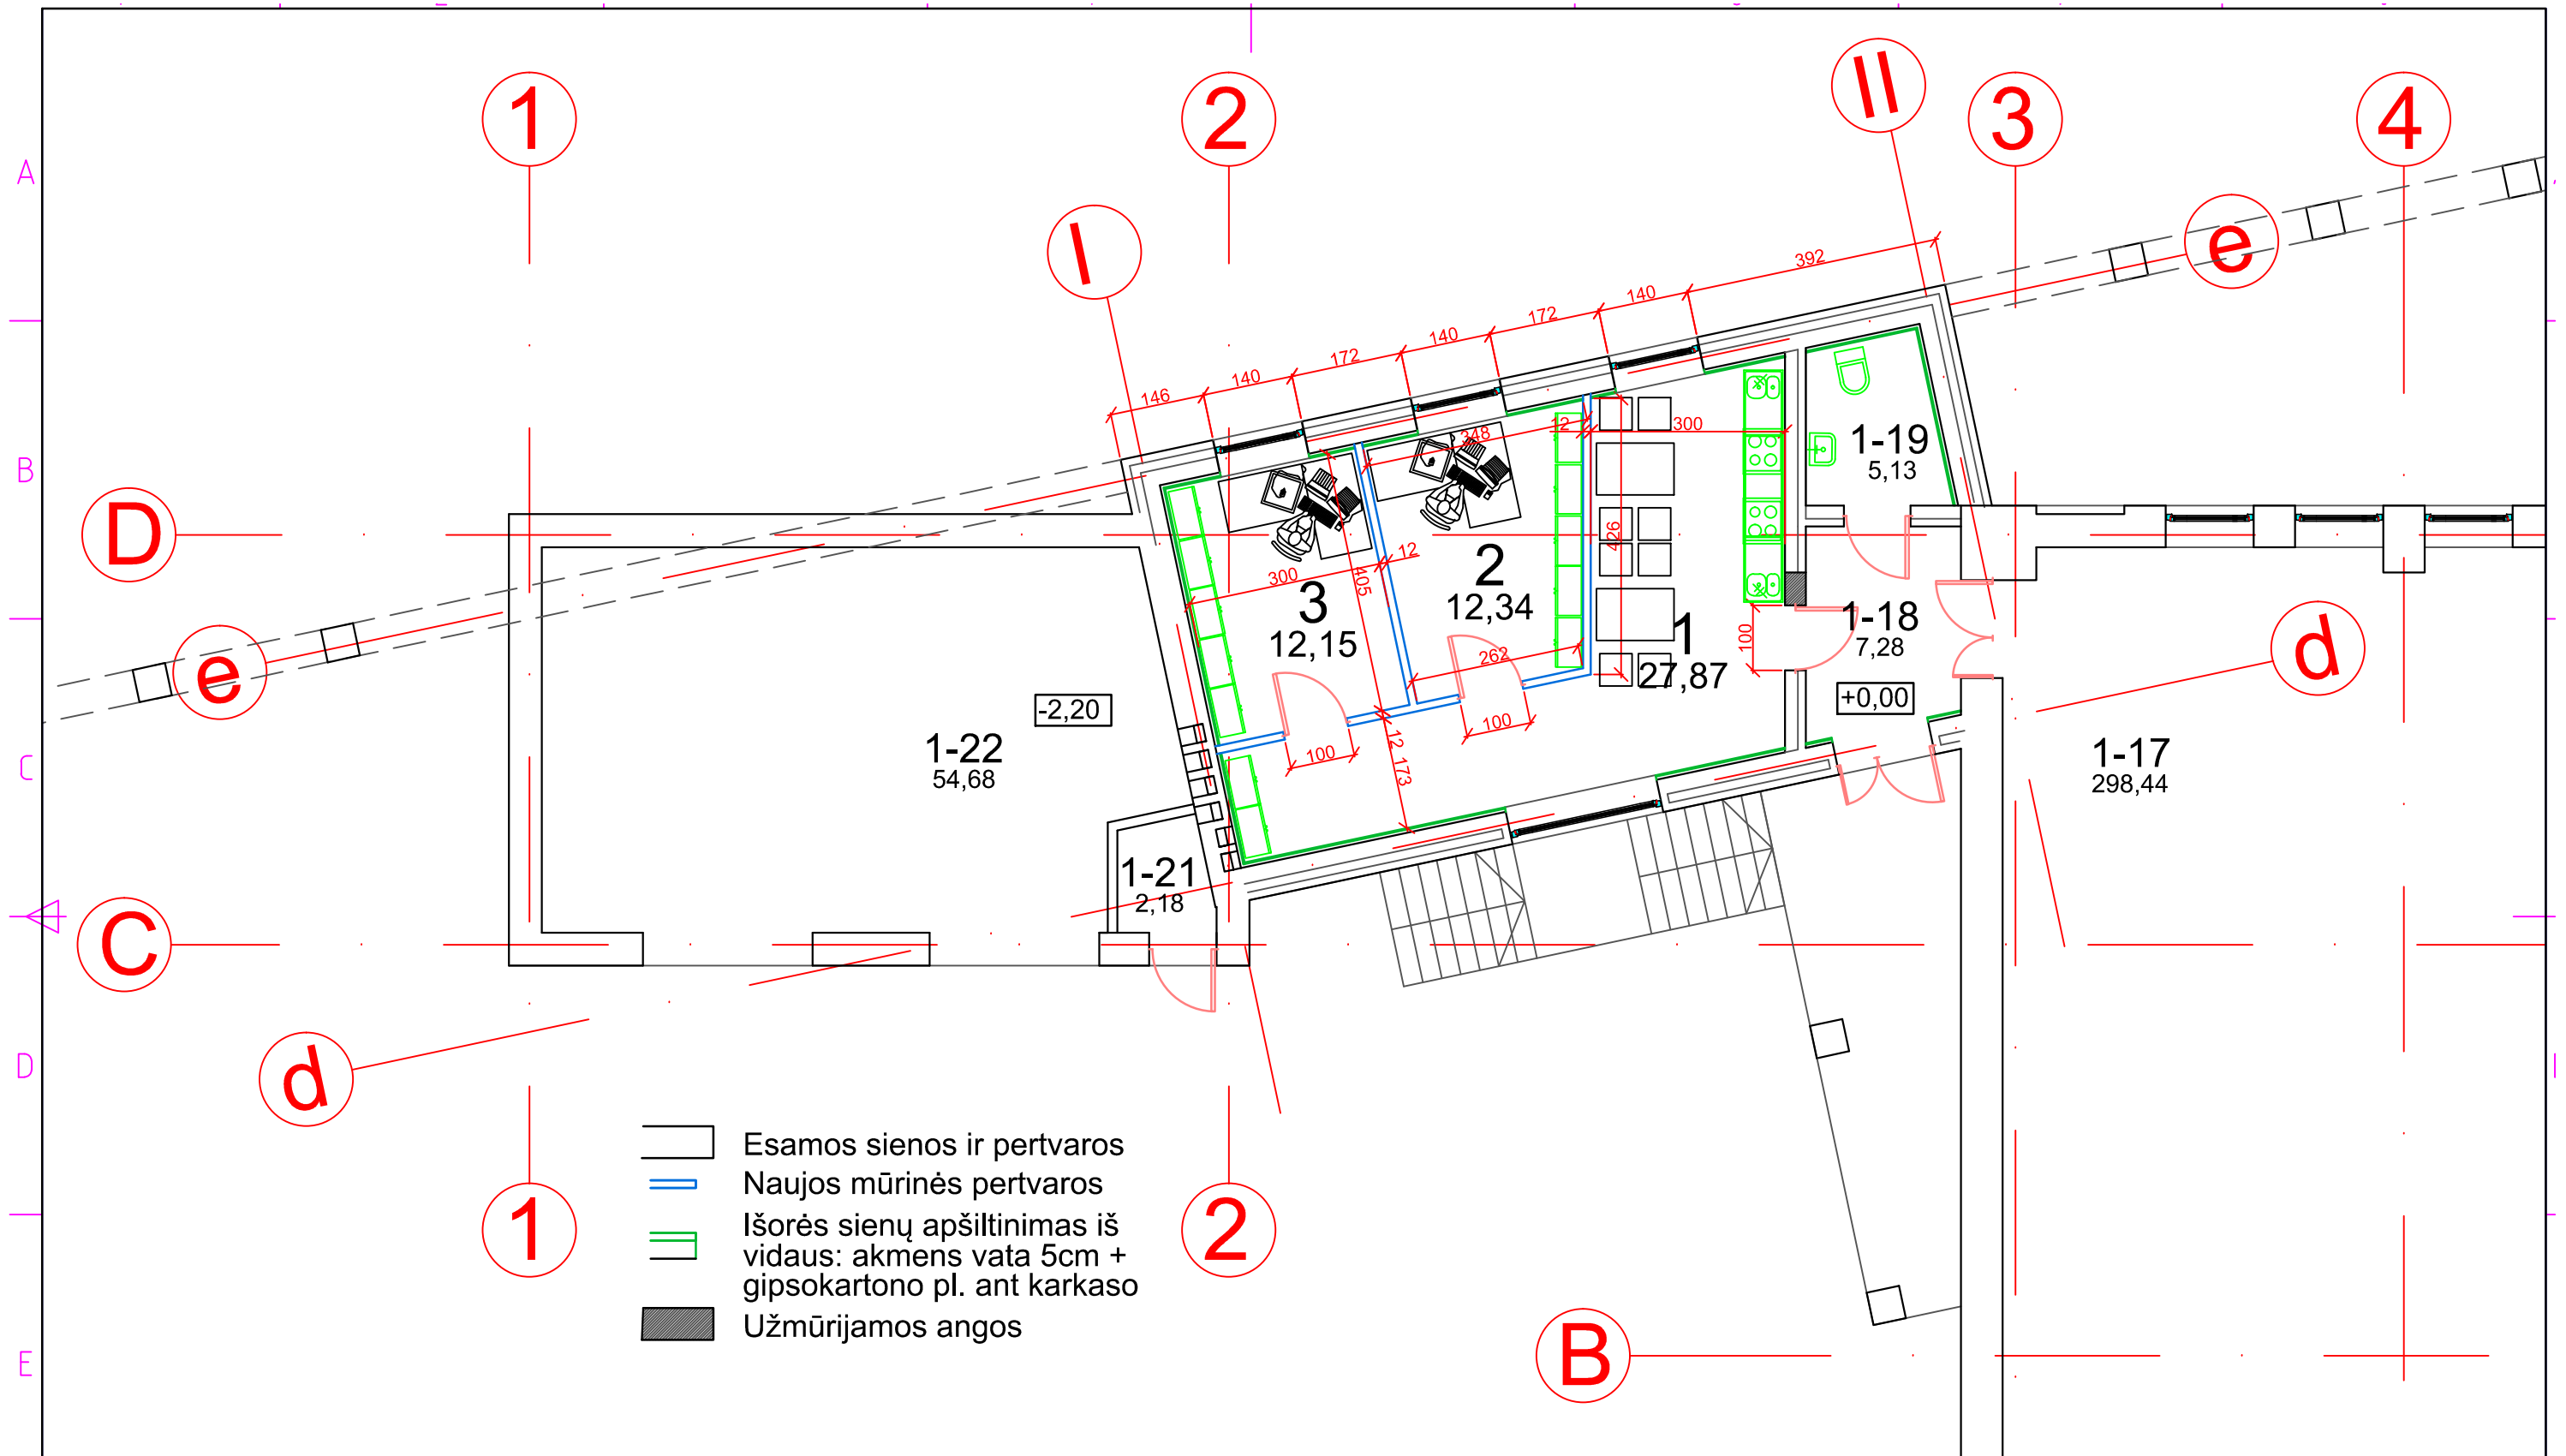 1
2
II
3
4
A
I
e
392
140
172
140
172
140
146
B
D
348
12
300
1-19
5,13
426
12
300
405
2
12,34
3
12,15
1
27,87
1-18
7,28
100
262
e
d
-2,20
+0,00
100
100
12
173
1-22
54,68
1-17
298,44
C
1-21
2,18
C
D
d
Esamos sienos ir pertvaros
Naujos mūrinės pertvaros
Išorės sienų apšiltinimas iš
vidaus: akmens vata 5cm +
gipsokartono pl. ant karkaso
Užmūrijamos angos
1
2
B
E